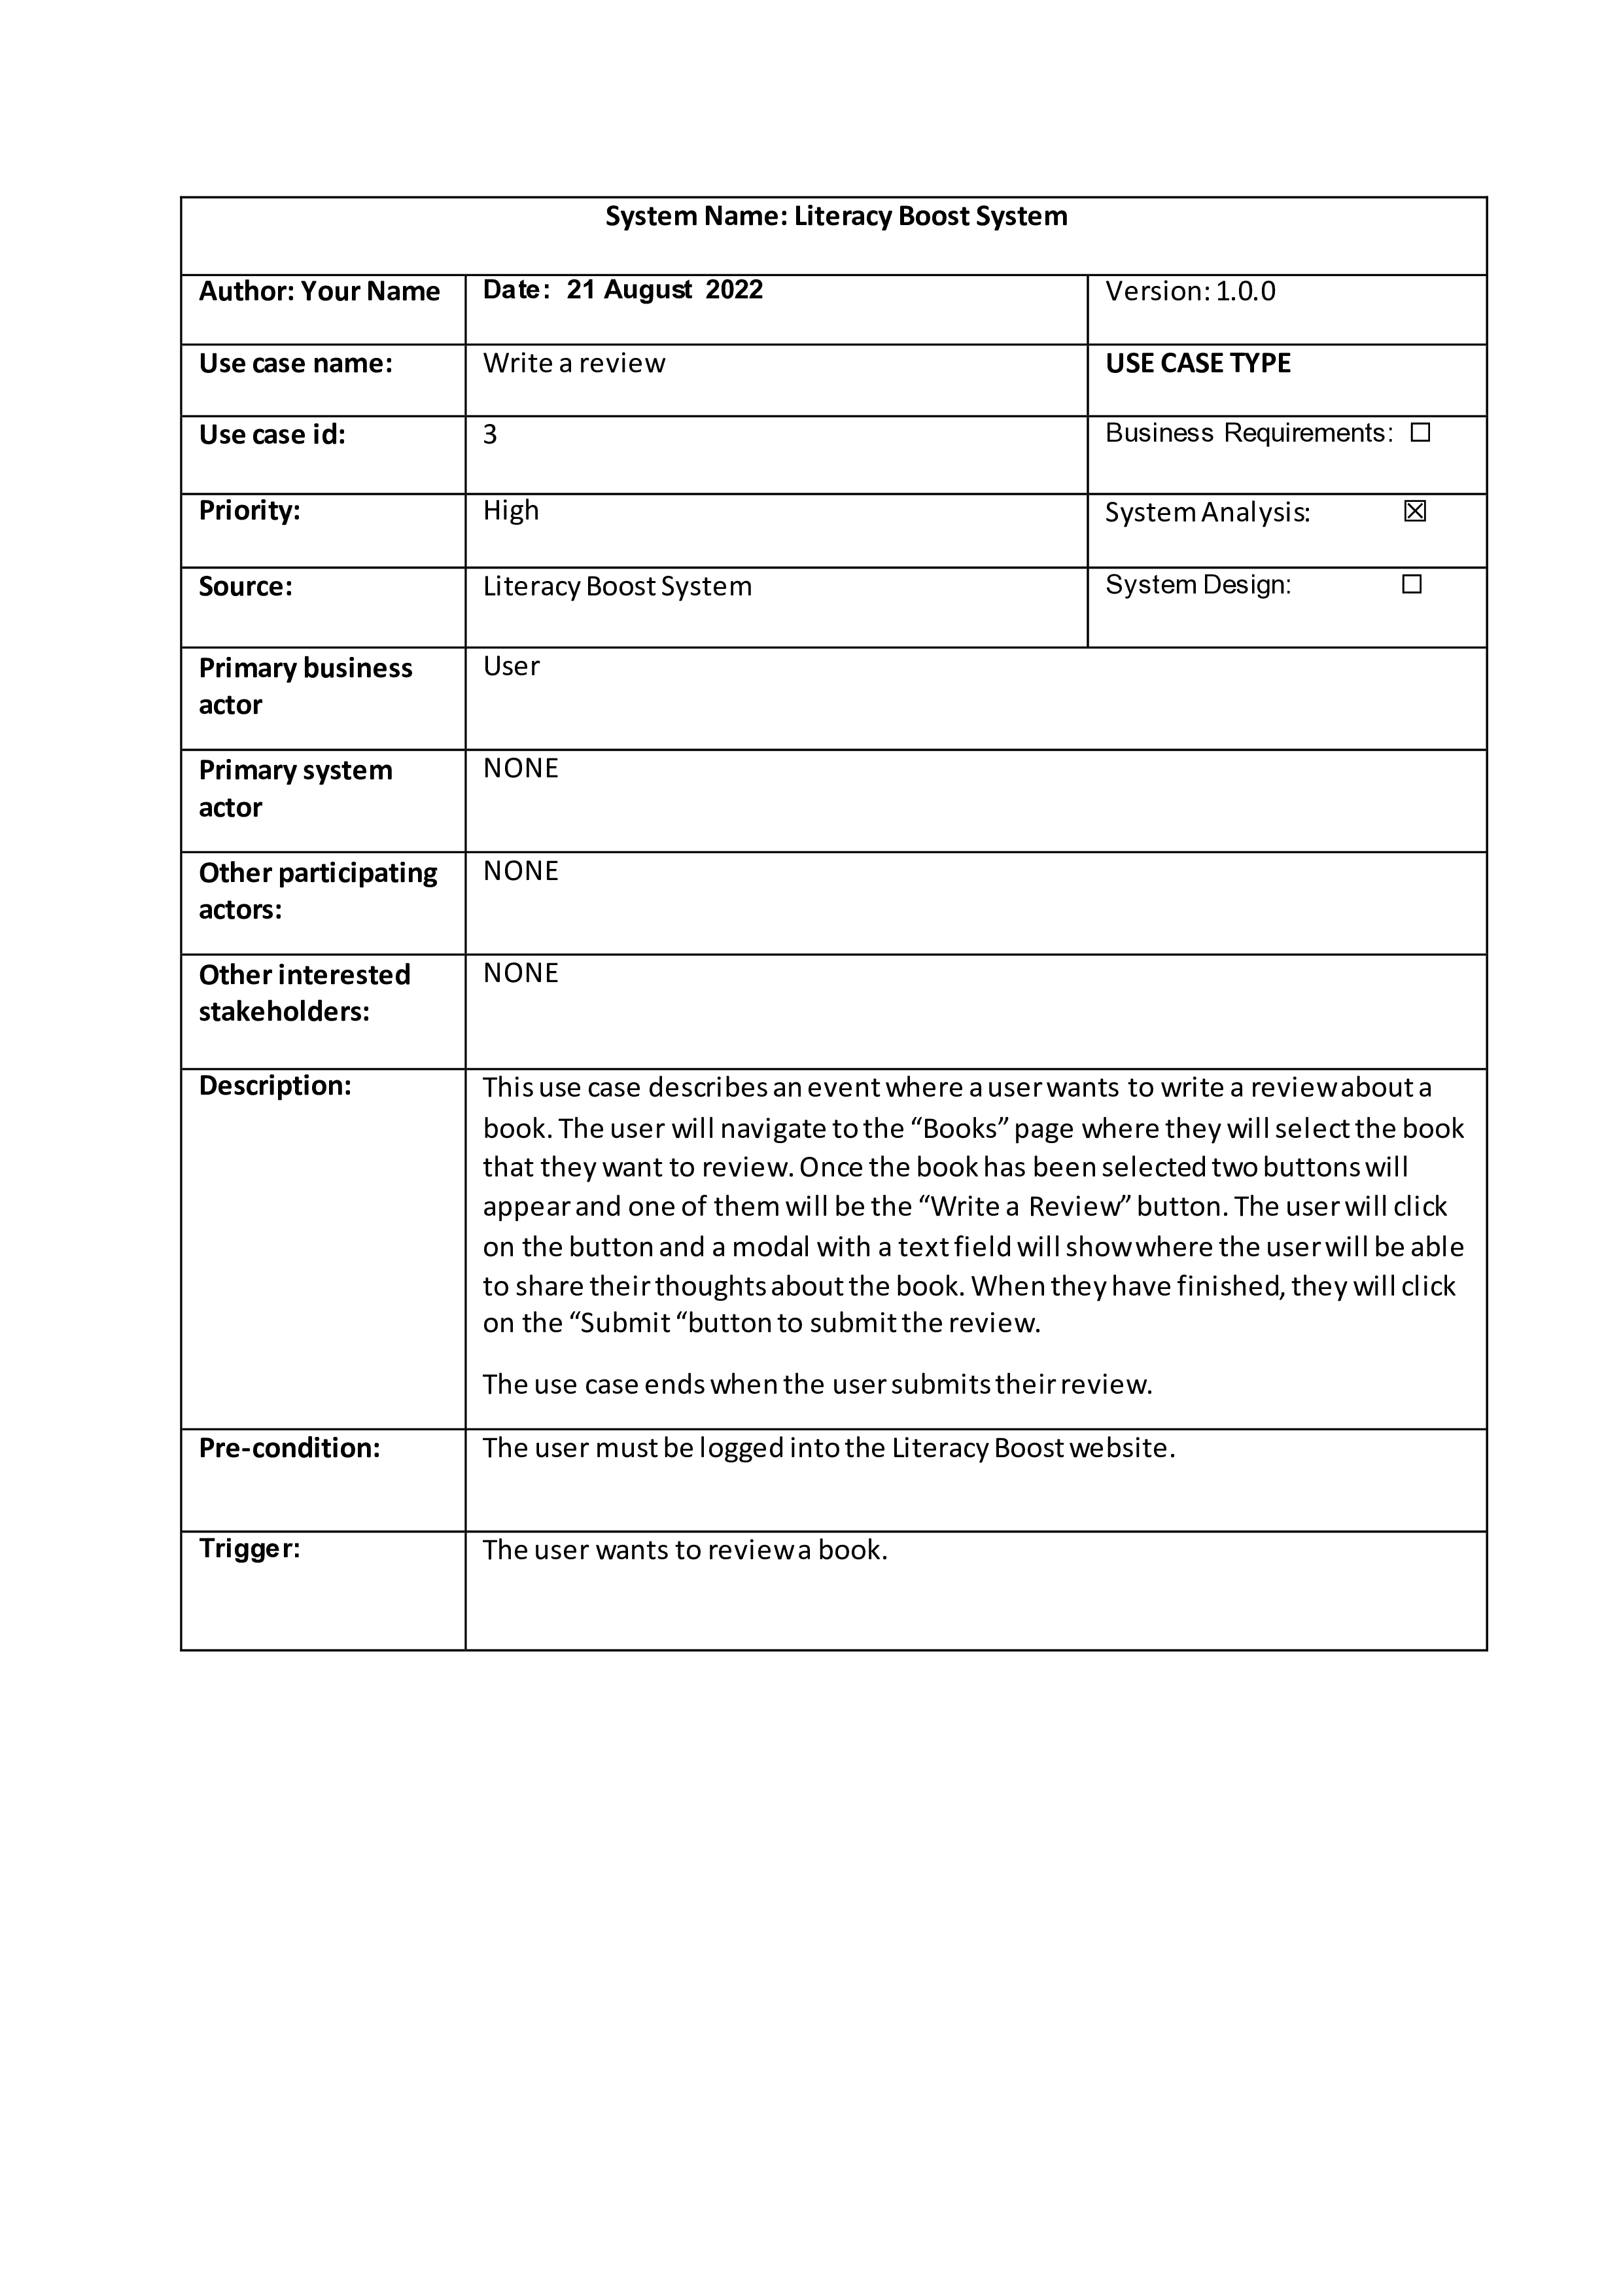 System Name: Literacy Boost System
Author: Your Name
Date: 21 August 2022
Version: 1.0.0
Use case name:
Write a review
USE CASE TYPE
Use case id:
3
Business Requirements: ☐
Priority:
High
System Analysis: ☒
Source:
Literacy Boost System
System Design: ☐
Primary business
actor
User
Primary system
actor
NONE
Other participating
actors:
NONE
Other interested
stakeholders:
NONE
Description:
This use case describes an event where a user wants to write a review about a
book. The user will navigate to the “Books” page where they will select the book
that they want to review. Once the book has been selected two buttons will
appear and one of them will be the “Write a Review” button. The user will click
on the button and a modal with a text field will show where the user will be able
to share their thoughts about the book. When they have finished, they will click
on the “Submit “button to submit the review.
The use case ends when the user submits their review.
Pre-condition:
The user must be logged into the Literacy Boost website.
Trigger:
The user wants to review a book.